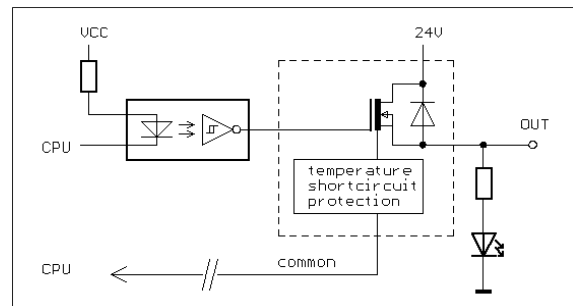 VCC
24V
OUT
CPU
temperature
shortcircuit
protection
common
CPU